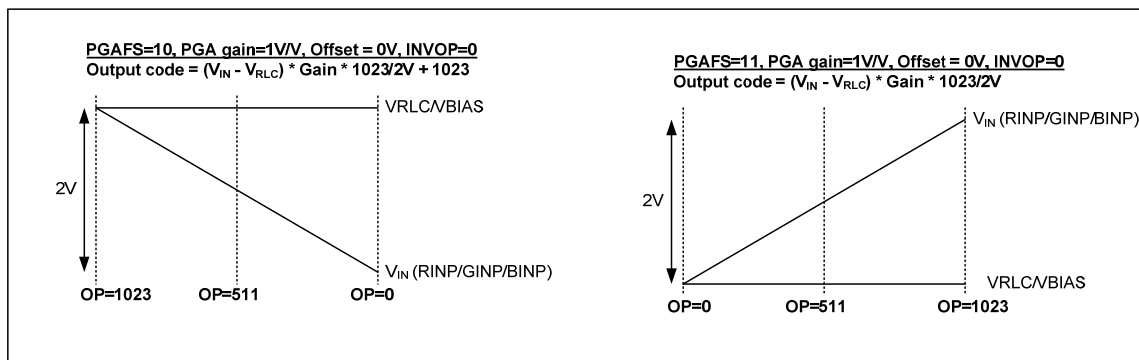 PGAFS=10, PGA gain=1V/V, Offset = 0V, INVOP=0
Output code = (VIN - VRLC) * Gain * 1023/2V + 1023
VRLC/VBIAS
2V
VIN (RINP/GINP/BINP)
OP=1023 OP=511 OP=0
PGAFS=11, PGA gain=1V/V, Offset = 0V, INVOP=0
Output code = (VIN - VRLC) * Gain * 1023/2V
VIN (RINP/GINP/BINP)
2V
VRLC/VBIAS
OP=0 OP=511 OP=1023